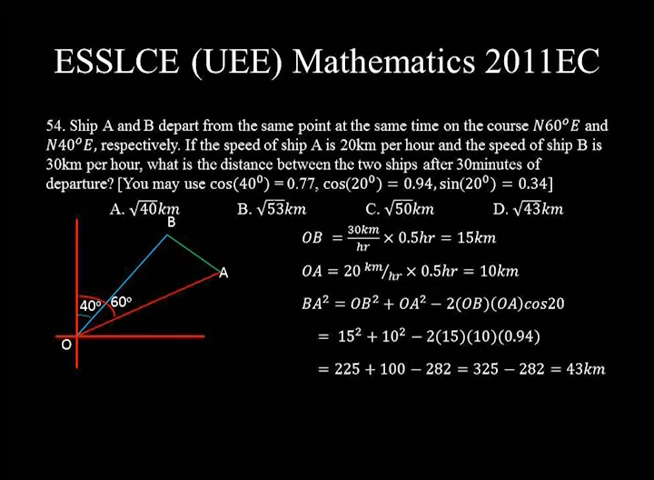 ESSLCE (UEE) Mathematics 2011EC
54. Ship A and B depart from the same point at the same time on the course N60°E and
N40°E, respectively. If the speed of ship A is 20km per hour and the speed of ship B is
30km per hour, what is the distance between the two ships after 30minutes of
departure? [You may use cos(40⁰) = 0.77, cos(20⁰) = 0.94, sin(20⁰) = 0.34]
A. √40km B. √53km C. √50km D. √43km
B
OB = 30km/hr × 0.5hr = 15km
A
OA = 20 km/hr × 0.5hr = 10km
40⁰ 60⁰
BA² = OB² + OA² − 2(OB)(OA)cos20
O
= 15² + 10² − 2(15)(10)(0.94)
= 225 + 100 − 282 = 325 − 282 = 43km